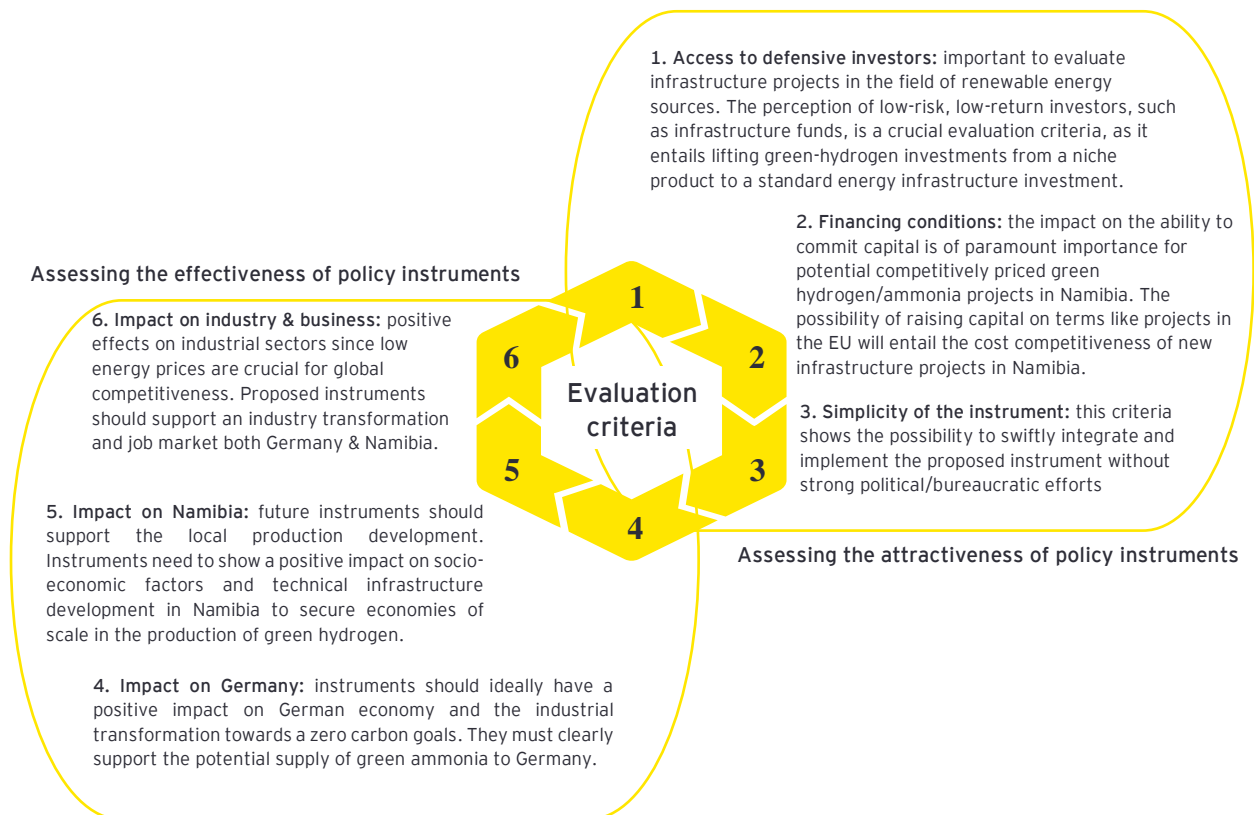 1. Access to defensive investors: important to evaluate
infrastructure projects in the field of renewable energy
sources. The perception of low-risk, low-return investors, such
as infrastructure funds, is a crucial evaluation criteria, as it
entails lifting green-hydrogen investments from a niche
product to a standard energy infrastructure investment.
2. Financing conditions: the impact on the ability to
commit capital is of paramount importance for
potential competitively priced green
hydrogen/ammonia projects in Namibia. The
possibility of raising capital on terms like projects in
the EU will entail the cost competitiveness of new
infrastructure projects in Namibia.
3. Simplicity of the instrument: this criteria
shows the possibility to swiftly integrate and
implement the proposed instrument without
strong political/bureaucratic efforts
Assessing the attractiveness of policy instruments
Assessing the effectiveness of policy instruments
6. Impact on industry & business: positive
effects on industrial sectors since low
energy prices are crucial for global
competitiveness. Proposed instruments
should support an industry transformation
and job market both Germany & Namibia.
5. Impact on Namibia: future instruments should
support the local production development.
Instruments need to show a positive impact on socio-
economic factors and technical infrastructure
development in Namibia to secure economies of
scale in the production of green hydrogen.
4. Impact on Germany: instruments should ideally have a
positive impact on German economy and the industrial
transformation towards a zero carbon goals. They must clearly
support the potential supply of green ammonia to Germany.
1
2
3
4
5
6
Evaluation
criteria